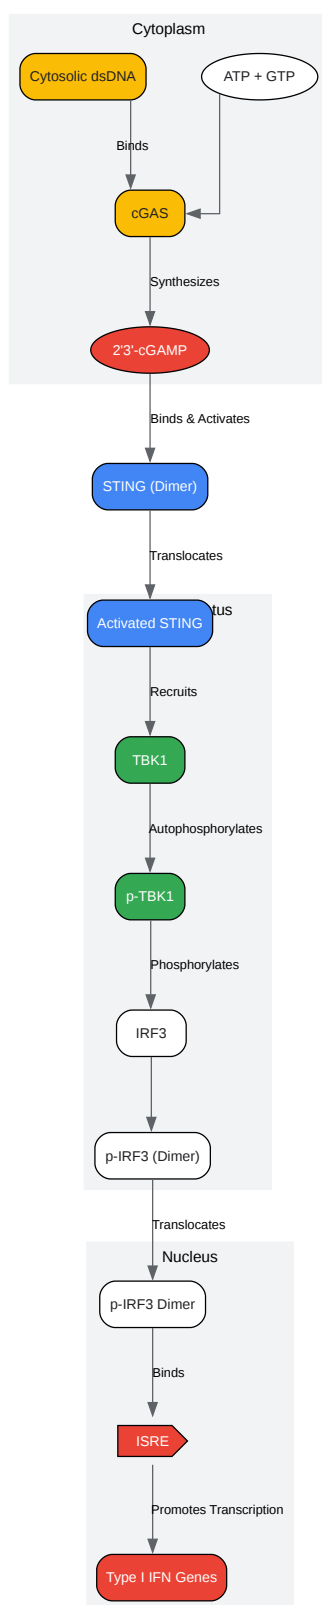 Cytoplasm
Cytosolic dsDNA
ATP + GTP
Binds
cGAS
Synthesizes
2'3'-cGAMP
Binds & Activates
STING (Dimer)
Translocates
tus
Activated STING
Recruits
TBK1
Autophosphorylates
p-TBK1
Phosphorylates
IRF3
p-IRF3 (Dimer)
Translocates
Nucleus
p-IRF3 Dimer
Binds
ISRE
Promotes Transcription
Type I IFN Genes